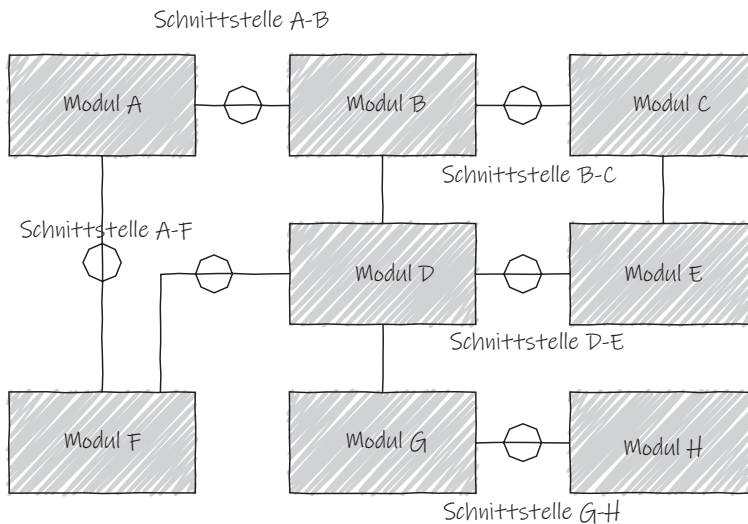 Schnittstelle A-B
Modul A
Modul B
Modul C
Schnittstelle B-C
Schnittstelle A-F
Modul D
Modul E
Schnittstelle D-E
Modul F
Modul G
Modul H
Schnittstelle G-H